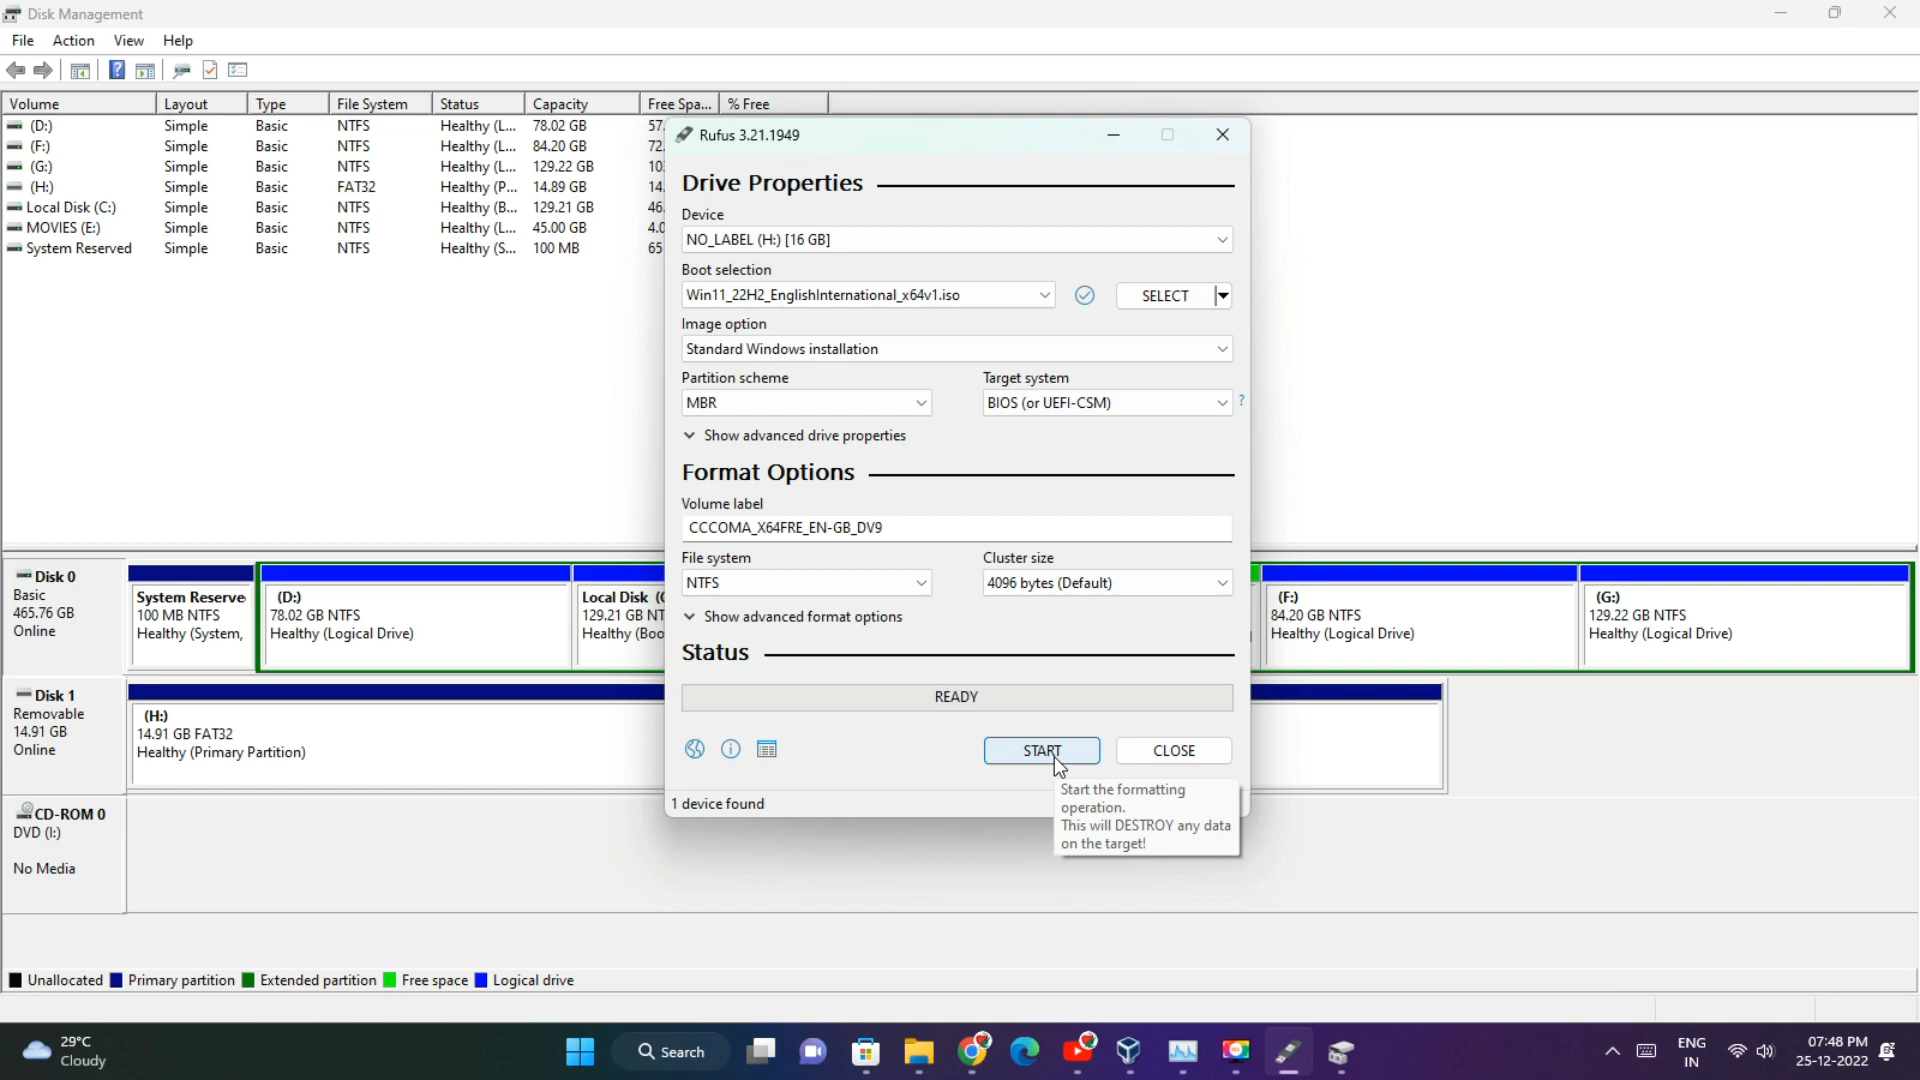 Disk Management
File Action View Help
Volume Layout Type File System Status Capacity Free Spa... % Free
(D:) Simple Basic NTFS Healthy (L... 78.02 GB 57.
(F:) Simple Basic NTFS Healthy (L... 84.20 GB 72.
(G:) Simple Basic NTFS Healthy (L... 129.22 GB 10
(H:) Simple Basic FAT32 Healthy (P... 14.89 GB 14.
Local Disk (C:) Simple Basic NTFS Healthy (B... 129.21 GB 46.
MOVIES (E:) Simple Basic NTFS Healthy (L... 45.00 GB 4.0
System Reserved Simple Basic NTFS Healthy (S... 100 MB 65
Rufus 3.21.1949
Drive Properties
Device
NO_LABEL (H:) [16 GB]
Boot selection
Win11_22H2_EnglishInternational_x64v1.iso
SELECT
Image option
Standard Windows installation
Partition scheme Target system
MBR BIOS (or UEFI-CSM) ?
Show advanced drive properties
Format Options
Volume label
CCCOMA_X64FRE_EN-GB_DV9
File system Cluster size
NTFS 4096 bytes (Default)
Show advanced format options
Status
READY
START CLOSE
1 device found
Start the formatting
operation.
This will DESTROY any data
on the target!
Disk 0
Basic
465.76 GB
Online
System Reserve
100 MB NTFS
Healthy (System,
(D:)
78.02 GB NTFS
Healthy (Logical Drive)
Local Disk (
129.21 GB NT
Healthy (Boo
(F:)
84.20 GB NTFS
Healthy (Logical Drive)
(G:)
129.22 GB NTFS
Healthy (Logical Drive)
Disk 1
Removable
14.91 GB
Online
(H:)
14.91 GB FAT32
Healthy (Primary Partition)
CD-ROM 0
DVD (I:)
No Media
Unallocated Primary partition Extended partition Free space Logical drive
29°C
Cloudy
Search
ENG
IN
07:48 PM
25-12-2022